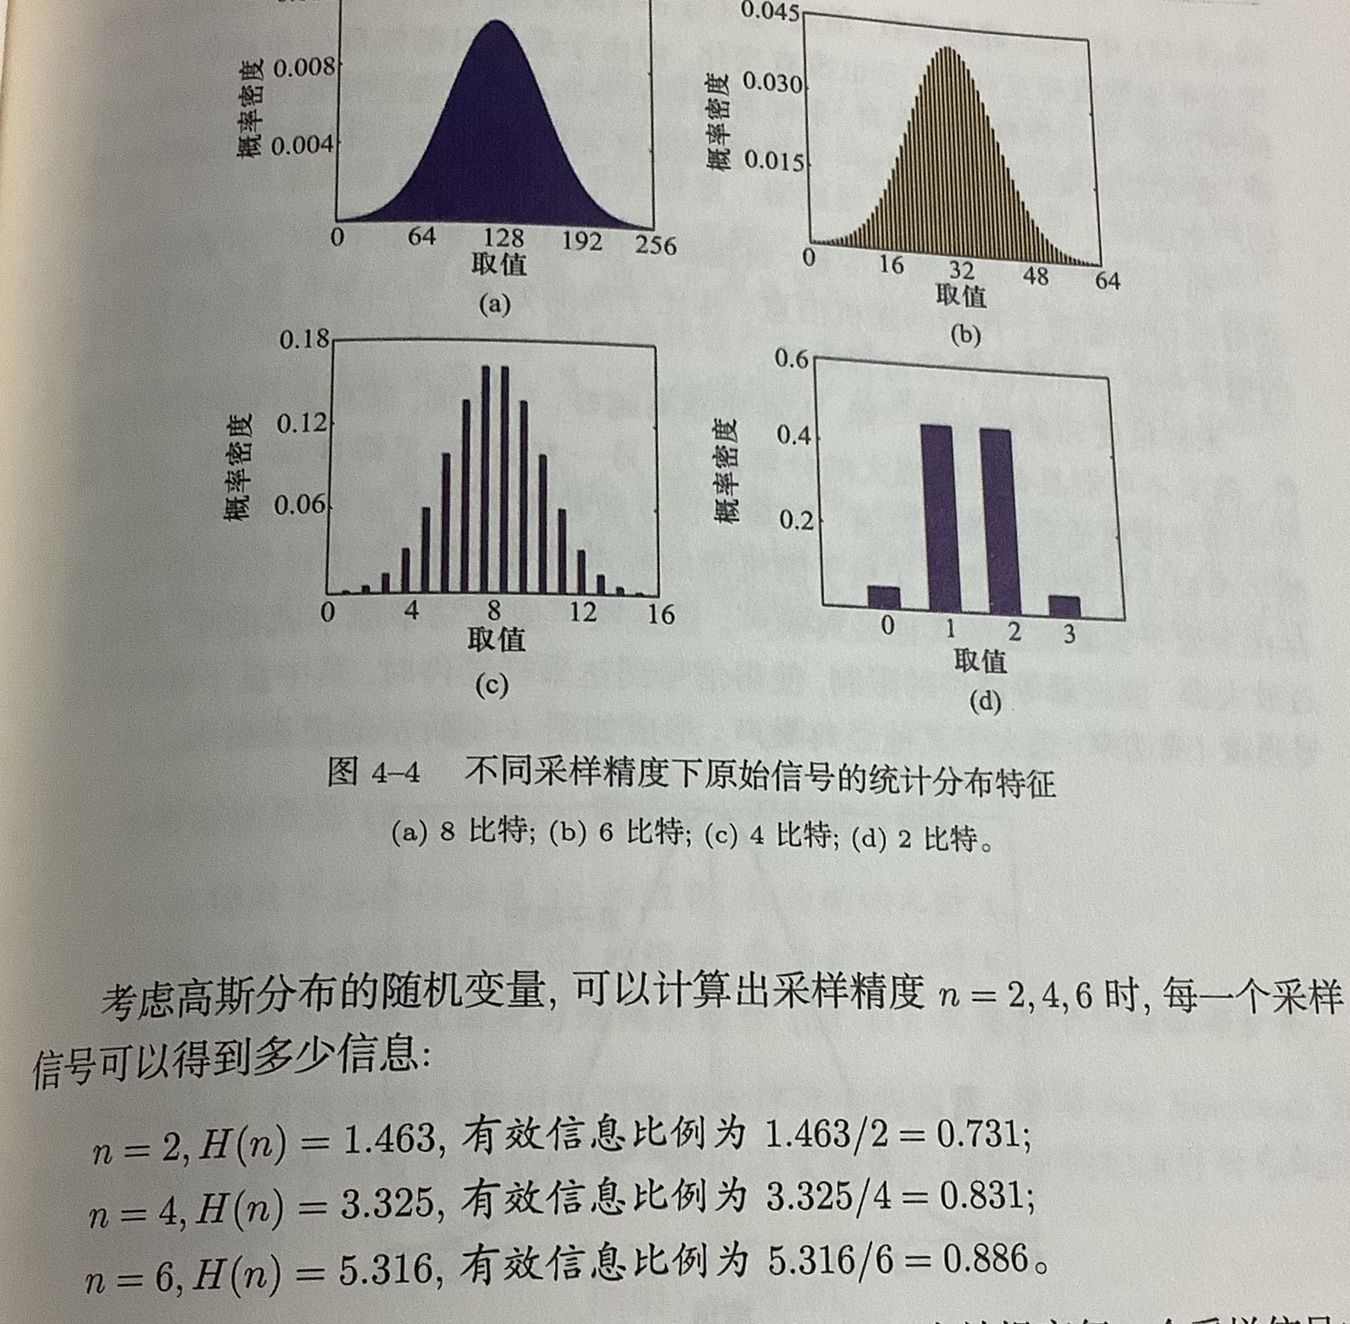 概率密度
0.008
0.004
0 64 128 192 256
取值
(a)
概率密度
0.045
0.030
0.015
0 16 32 48 64
取值
(b)
概率密度
0.18
0.12
0.06
0 4 8 12 16
取值
(c)
概率密度
0.6
0.4
0.2
0 1 2 3
取值
(d)
图 4–4 不同采样精度下原始信号的统计分布特征
(a) 8 比特; (b) 6 比特; (c) 4 比特; (d) 2 比特。
考虑高斯分布的随机变量, 可以计算出采样精度 n = 2,4,6 时, 每一个采样
信号可以得到多少信息:
n = 2, H(n) = 1.463, 有效信息比例为 1.463/2 = 0.731;
n = 4, H(n) = 3.325, 有效信息比例为 3.325/4 = 0.831;
n = 6, H(n) = 5.316, 有效信息比例为 5.316/6 = 0.886。